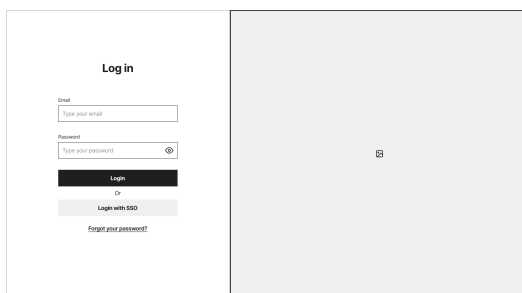 Log in
Email
Type your email
Password
Type your password
Login
Or
Login with SSO
Forgot your password?